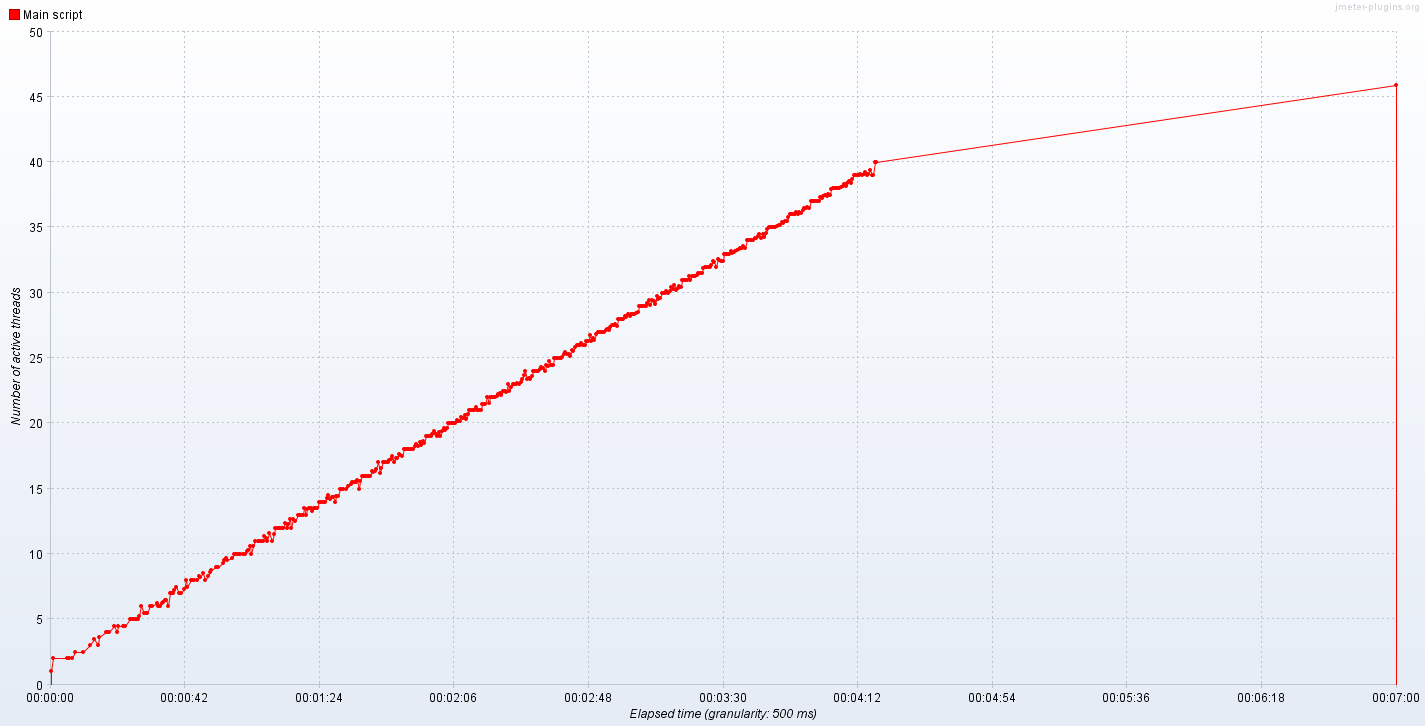 Main script
jmeter-plugins.org
50
45
40
35
30
25
20
15
10
5
0
Number of active threads
00:00:00 00:00:42 00:01:24 00:02:06 00:02:48 00:03:30 00:04:12 00:04:54 00:05:36 00:06:18 00:07:00
Elapsed time (granularity: 500 ms)